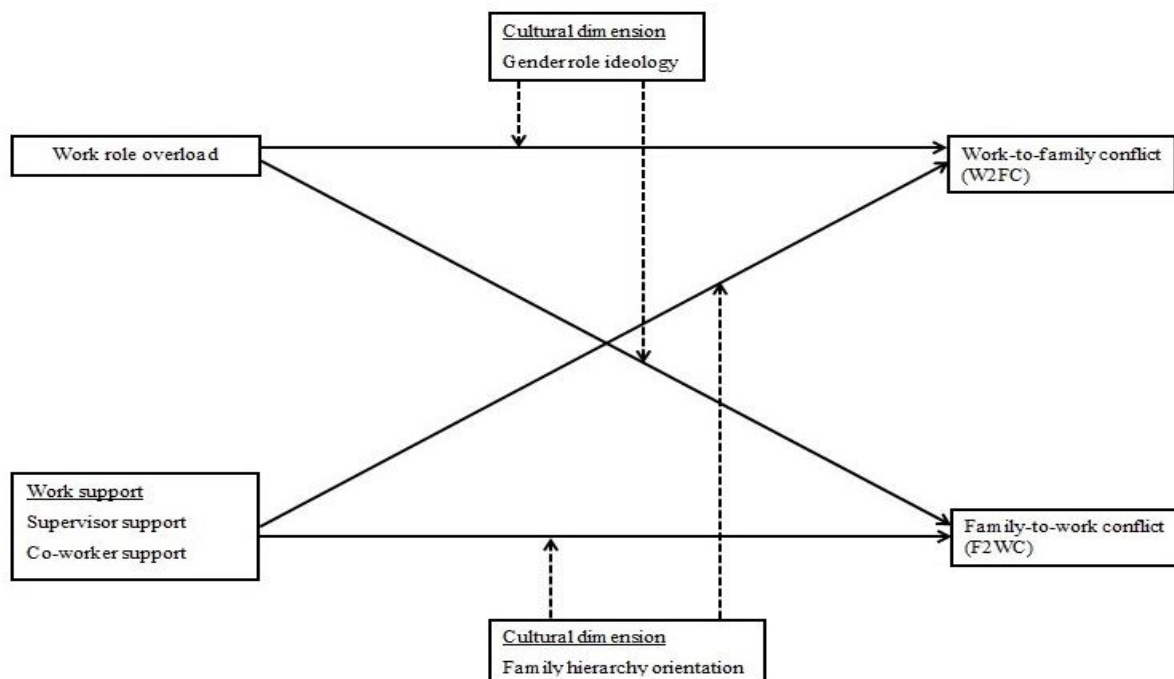 Cultural dimension
Gender role ideology
Work role overload
Work-to-family conflict
(W2FC)
Work support
Supervisor support
Co-worker support
Family-to-work conflict
(F2WC)
Cultural dimension
Family hierarchy orientation